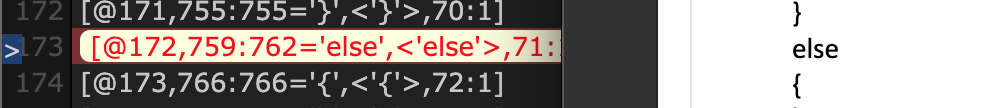 172 [@171,755:755='}',<'}'>,70:1]
>173 [@172,759:762='else',<'else'>,71:
174 [@173,766:766='{',<'{'>,72:1]
}
else
{